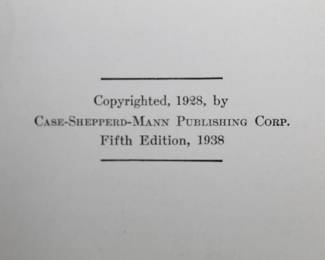 Copyrighted, 1928, by
Case-Shepperd-Mann Publishing Corp.
Fifth Edition, 1938